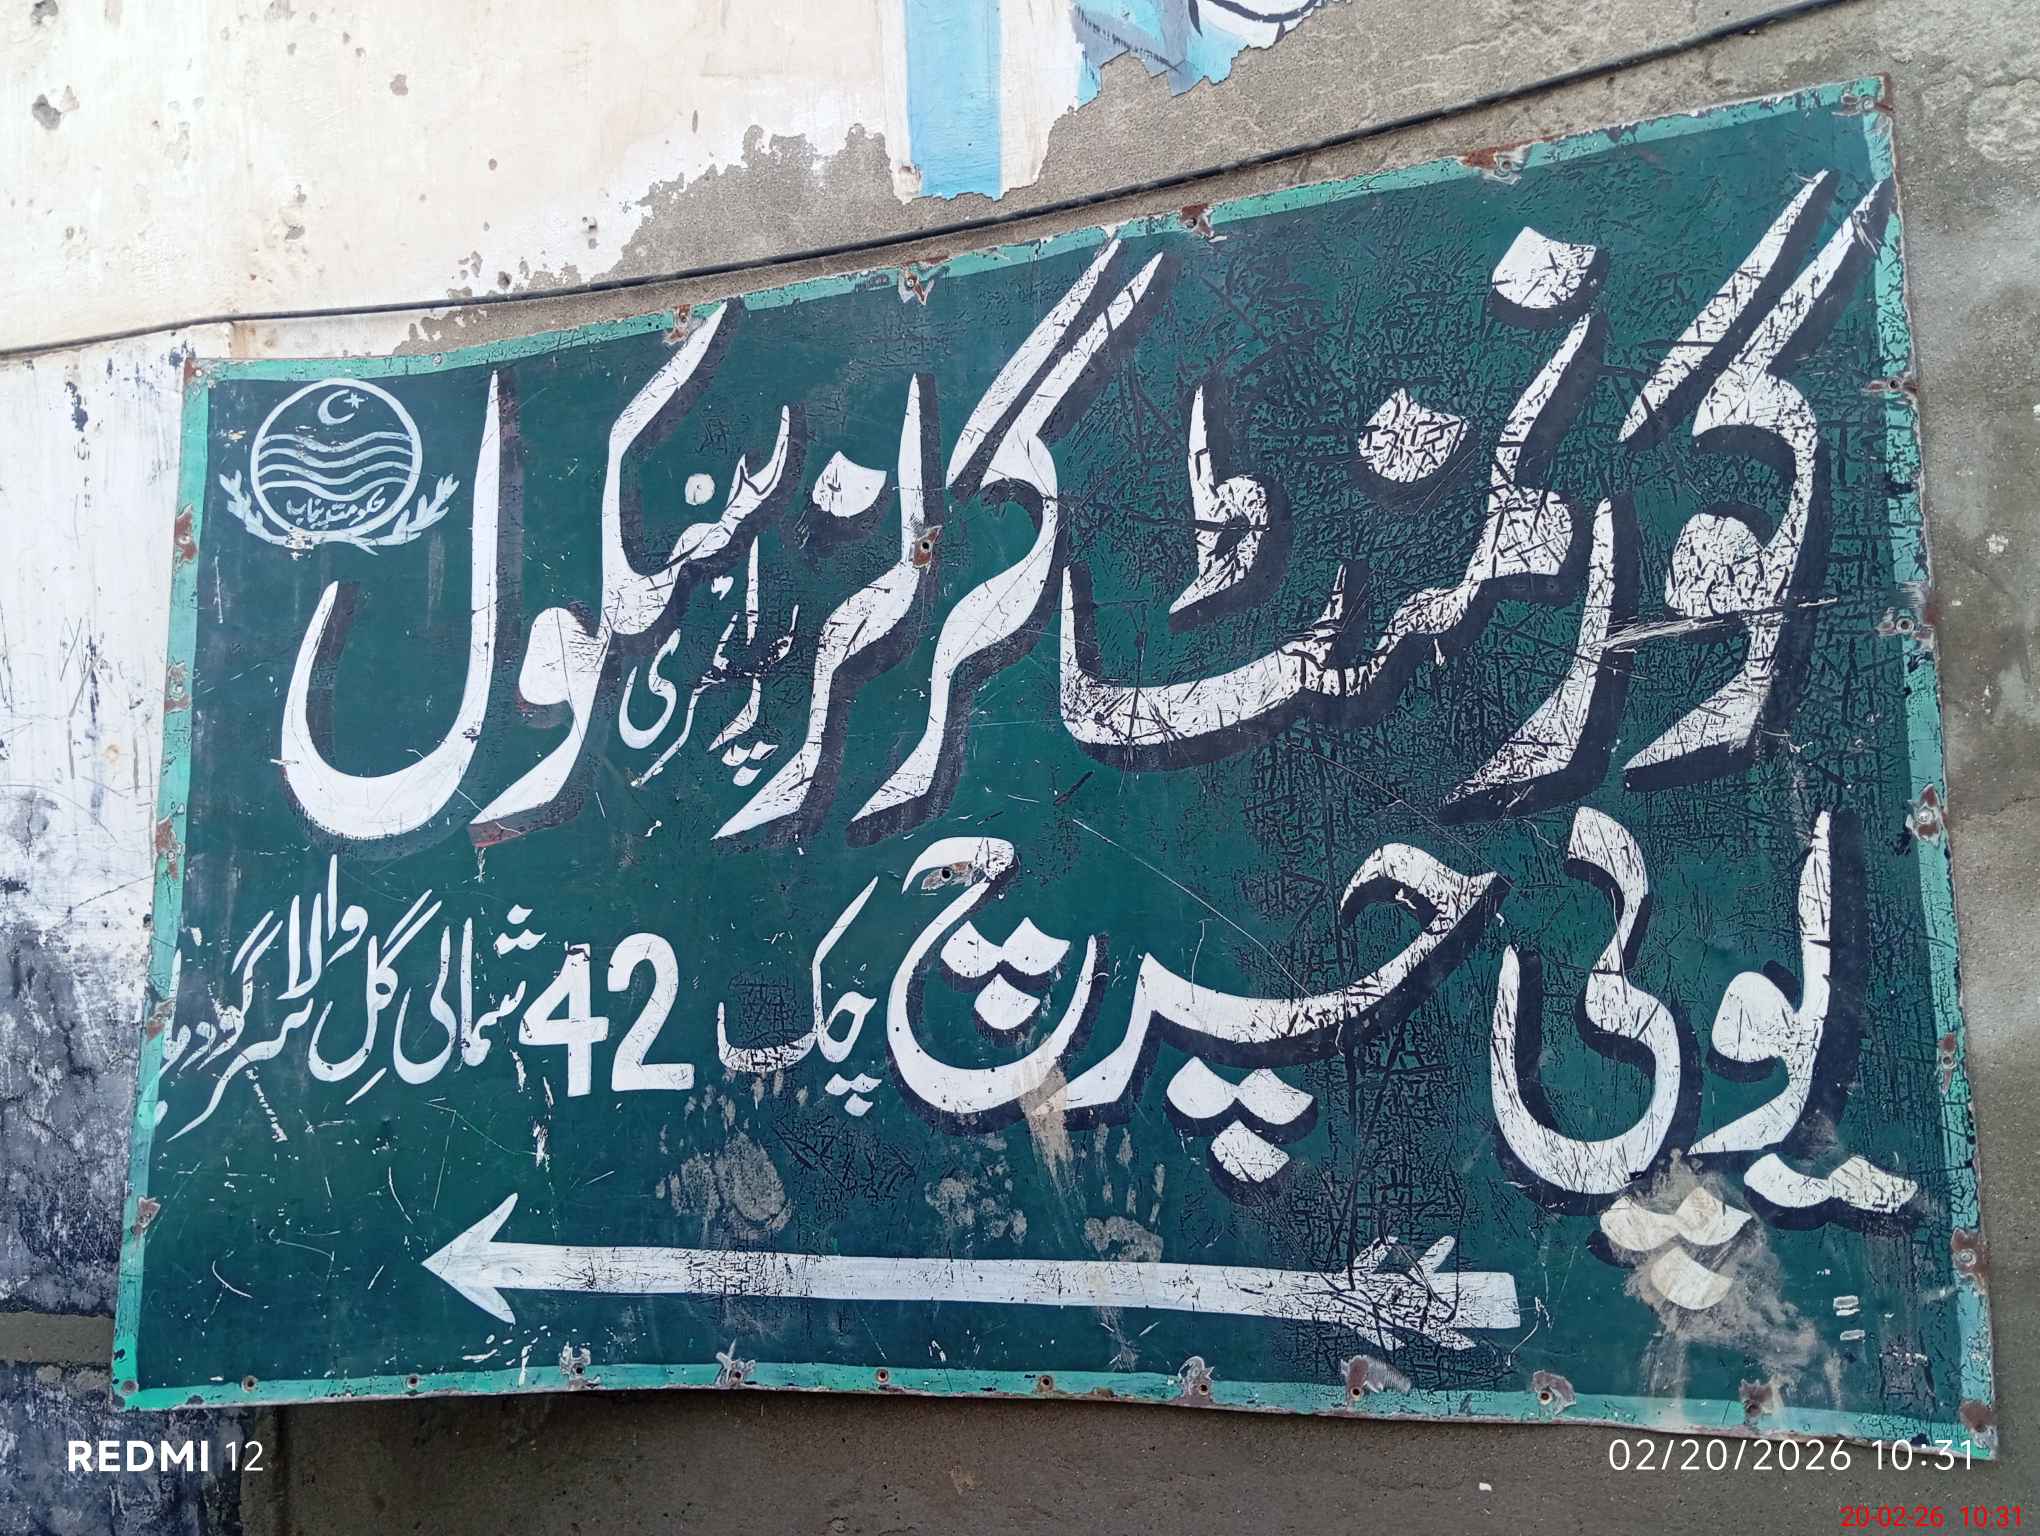 حکومت پنجاب
گورنمنٹ گرلز پرائمری سکول
یوپی چیرچ چک 42 شمالی گل والا سرگودھا
REDMI 12
02/20/2026 10:31
20-02-26 10:31